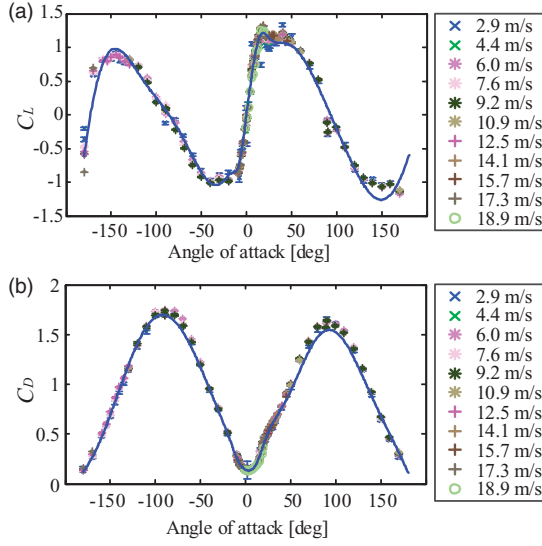 (a)
1.5
1
0.5
0
-0.5
-1
-1.5
C_L
-150 -100 -50 0 50 100 150
Angle of attack [deg]
2.9 m/s
4.4 m/s
6.0 m/s
7.6 m/s
9.2 m/s
10.9 m/s
12.5 m/s
14.1 m/s
15.7 m/s
17.3 m/s
18.9 m/s
(b)
2
1.5
1
0.5
0
C_D
-150 -100 -50 0 50 100 150
Angle of attack [deg]
2.9 m/s
4.4 m/s
6.0 m/s
7.6 m/s
9.2 m/s
10.9 m/s
12.5 m/s
14.1 m/s
15.7 m/s
17.3 m/s
18.9 m/s